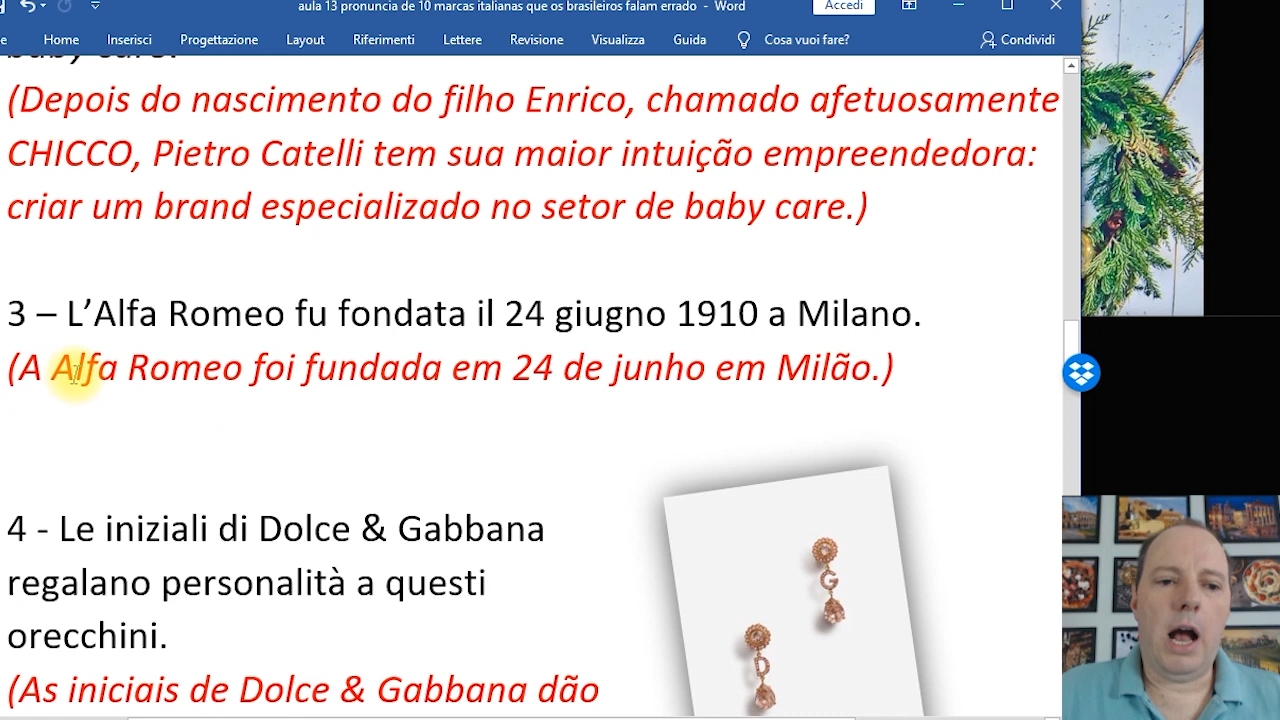 aula 13 pronuncia de 10 marcas italianas que os brasileiros falam errado - Word
Accedi
Home Inserisci Progettazione Layout Riferimenti Lettere Revisione Visualizza Guida Cosa vuoi fare? Condividi
baby care.
(Depois do nascimento do filho Enrico, chamado afetuosamente
CHICCO, Pietro Catelli tem sua maior intuição empreendedora:
criar um brand especializado no setor de baby care.)
3 – L’Alfa Romeo fu fondata il 24 giugno 1910 a Milano.
(A Alfa Romeo foi fundada em 24 de junho em Milão.)
4 - Le iniziali di Dolce & Gabbana
regalano personalità a questi
orecchini.
(As iniciais de Dolce & Gabbana dão
G
D